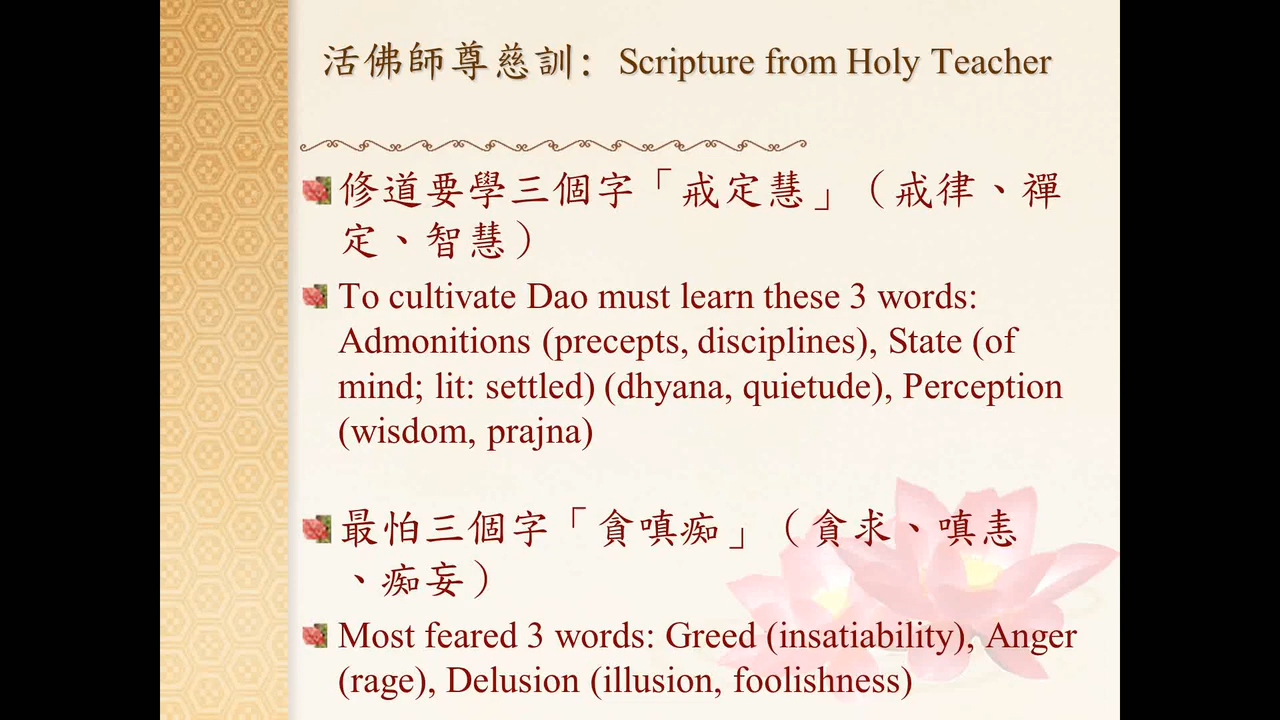 活佛師尊慈訓： Scripture from Holy Teacher
修道要學三個字「戒定慧」（戒律、禪
定、智慧）
To cultivate Dao must learn these 3 words:
Admonitions (precepts, disciplines), State (of
mind; lit: settled) (dhyana, quietude), Perception
(wisdom, prajna)
最怕三個字「貪嗔痴」（貪求、嗔恚
、痴妄）
Most feared 3 words: Greed (insatiability), Anger
(rage), Delusion (illusion, foolishness)